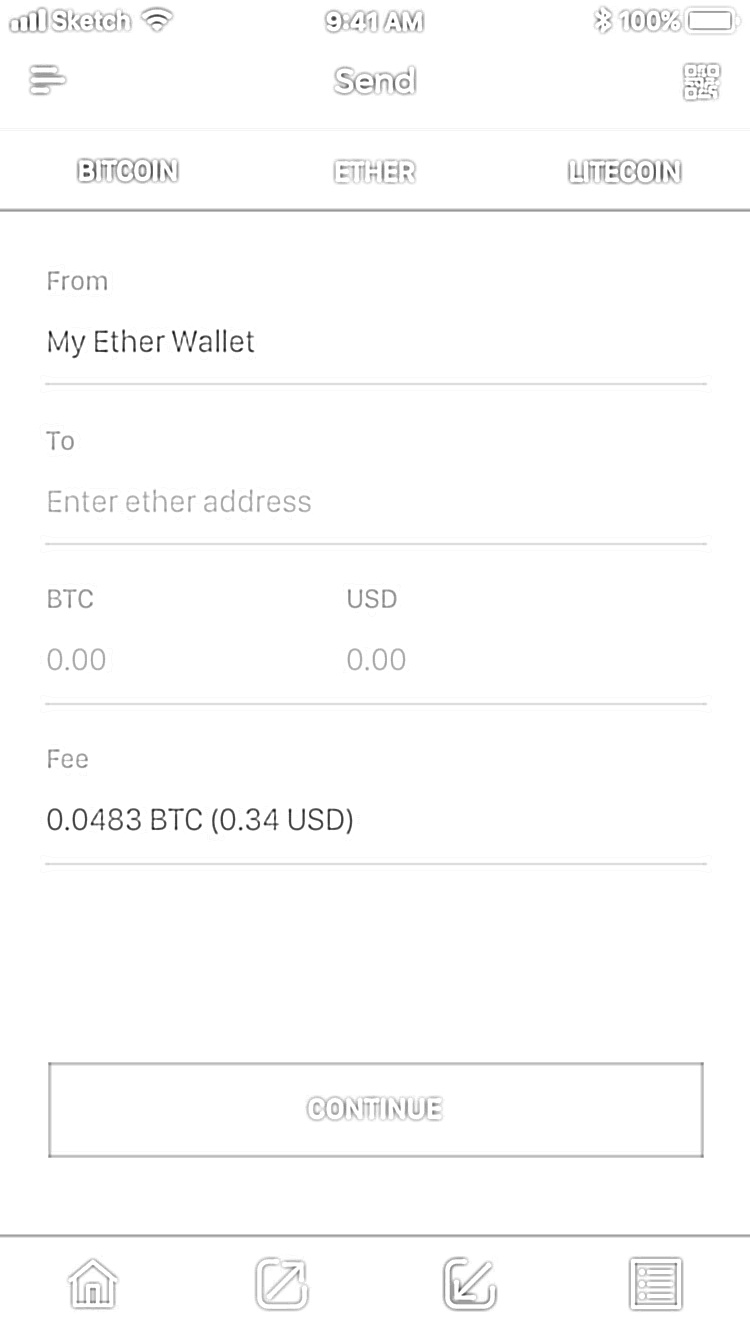 Sketch 9:41 AM 100%
Send
BITCOIN ETHER LITECOIN
From
My Ether Wallet
To
Enter ether address
BTC USD
0.00 0.00
Fee
0.0483 BTC (0.34 USD)
CONTINUE